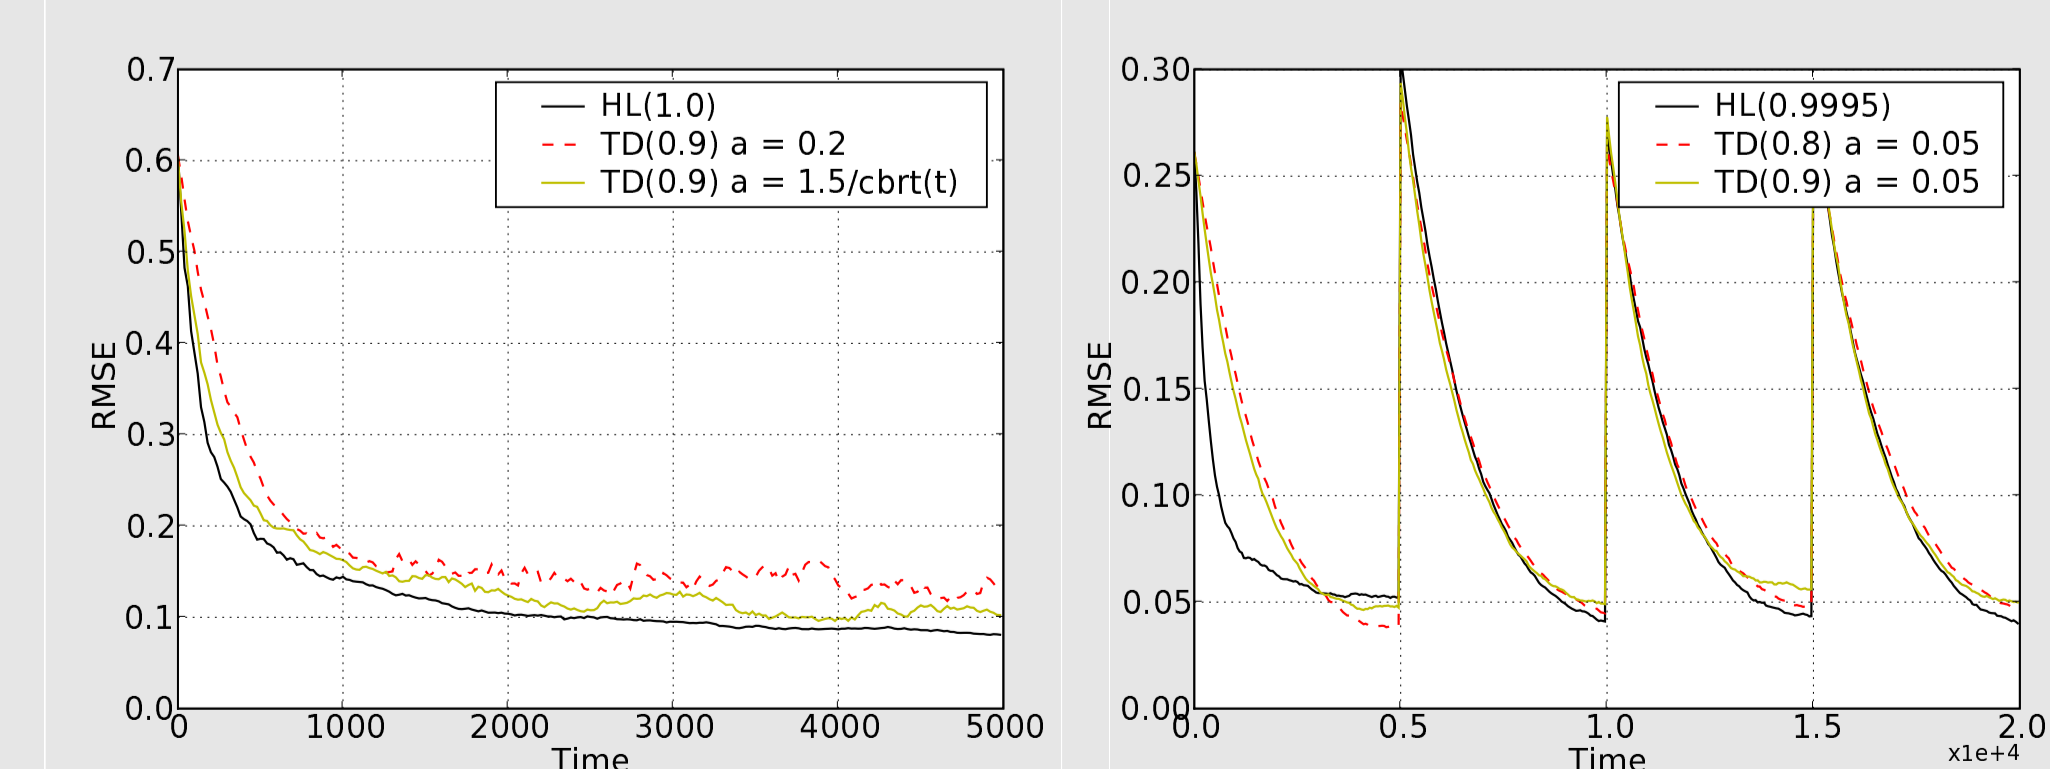 0.7
0.6
0.5
0.4
0.3
0.2
0.1
0.0
RMSE
HL(1.0)
TD(0.9) a = 0.2
TD(0.9) a = 1.5/cbrt(t)
0 1000 2000 3000 4000 5000
Time
0.30
0.25
0.20
0.15
0.10
0.05
0.00
RMSE
HL(0.9995)
TD(0.8) a = 0.05
TD(0.9) a = 0.05
0.0 0.5 1.0 1.5 2.0
x1e+4
Time